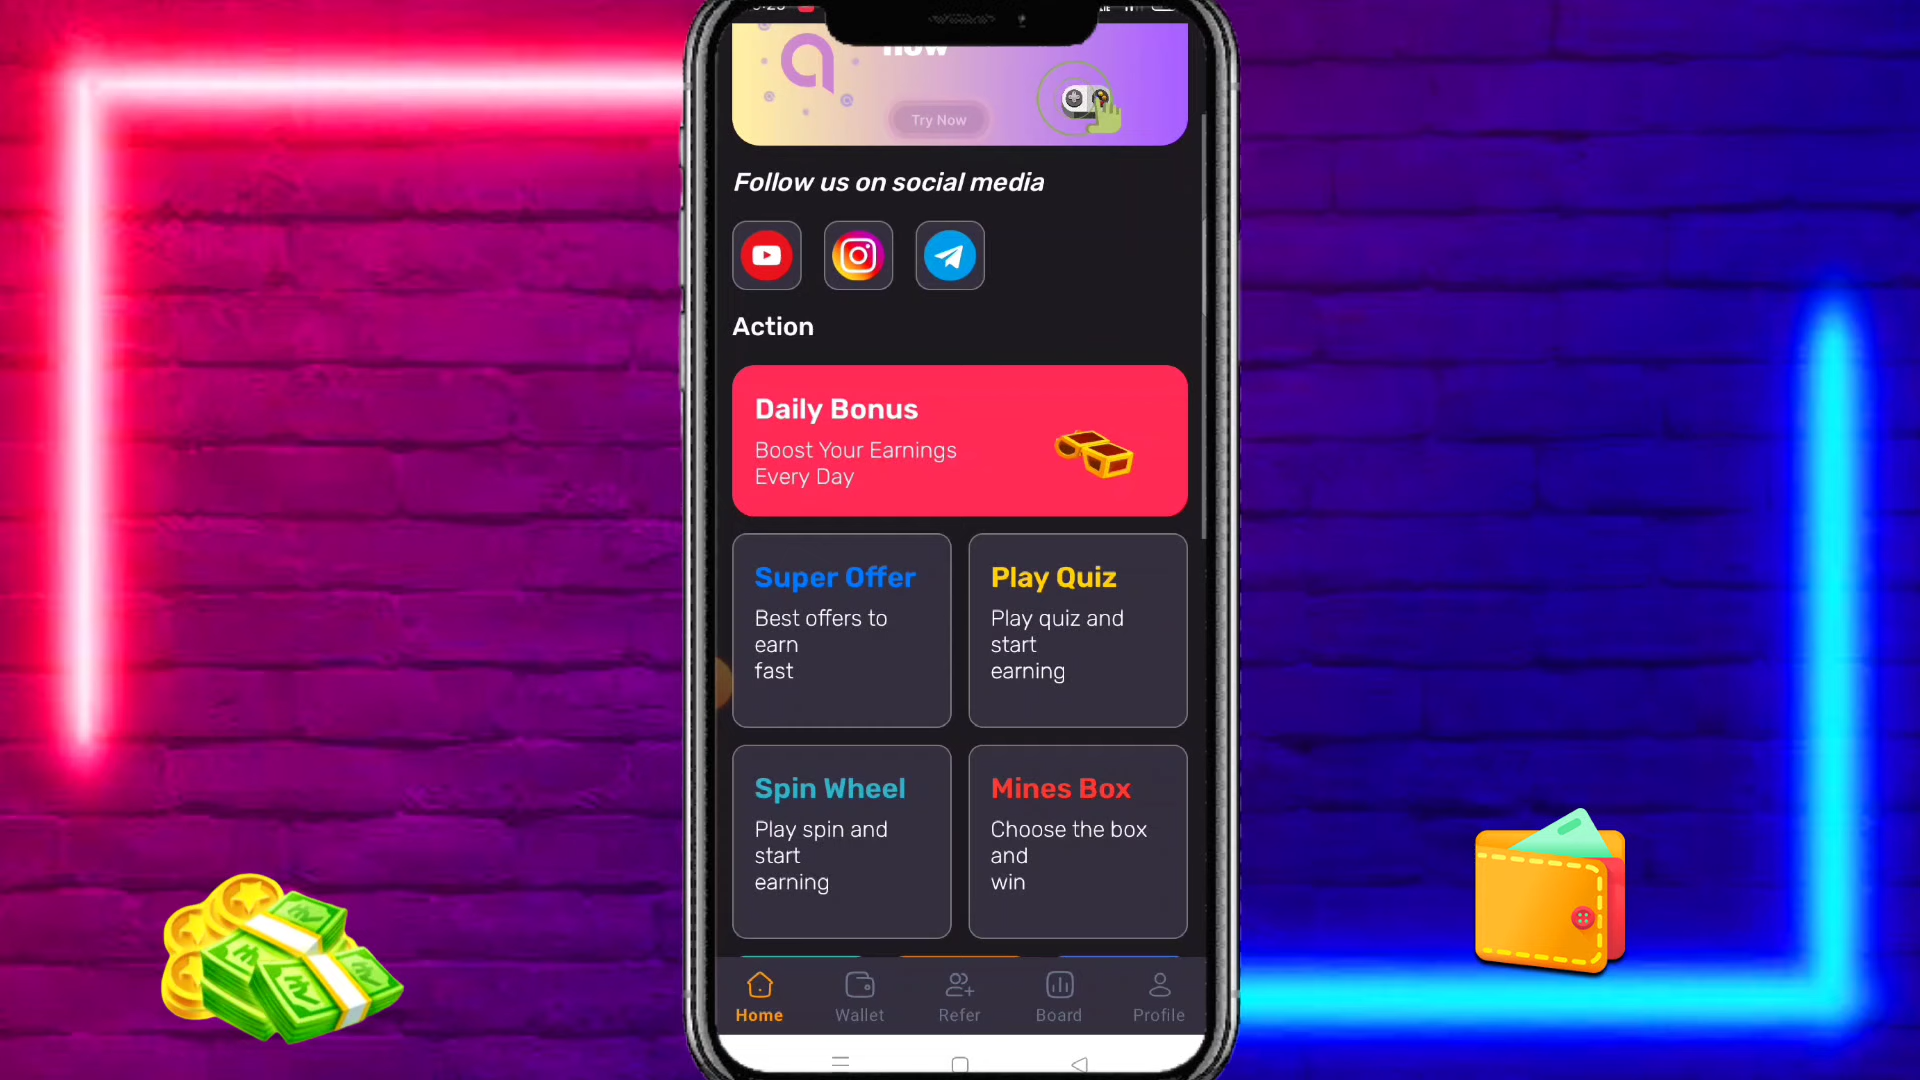 now
Try Now
Follow us on social media
Action
Daily Bonus
Boost Your Earnings
Every Day
Super Offer
Best offers to
earn
fast
Play Quiz
Play quiz and
start
earning
Spin Wheel
Play spin and
start
earning
Mines Box
Choose the box
and
win
Home
Wallet
Refer
Board
Profile